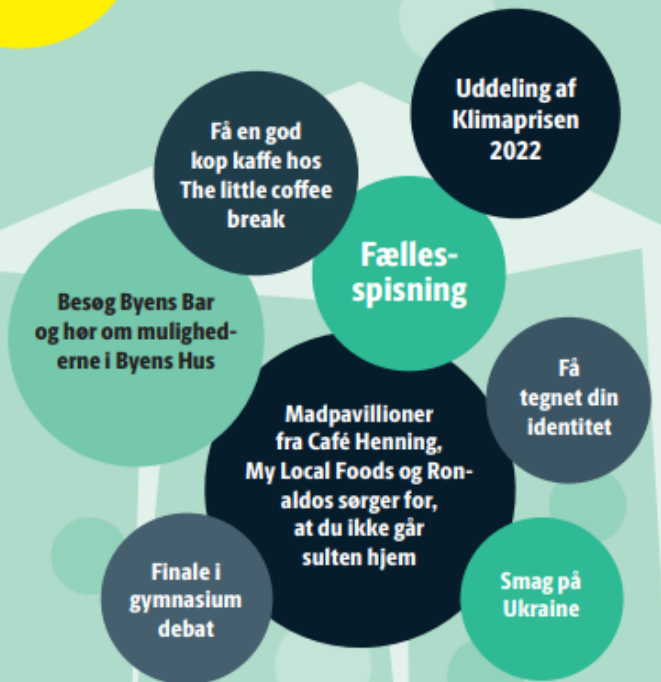 Uddeling af
Klimaprisen
2022
Få en god
kop kaffe hos
The little coffee
break
Fælles-
spisning
Besøg Byens Bar
og hør om mulighed-
erne i Byens Hus
Få
tegnet din
identitet
Madpavillioner
fra Café Henning,
My Local Foods og Ron-
aldos sørger for,
at du ikke går
sulten hjem
Finale i
gymnasium
debat
Smag på
Ukraine